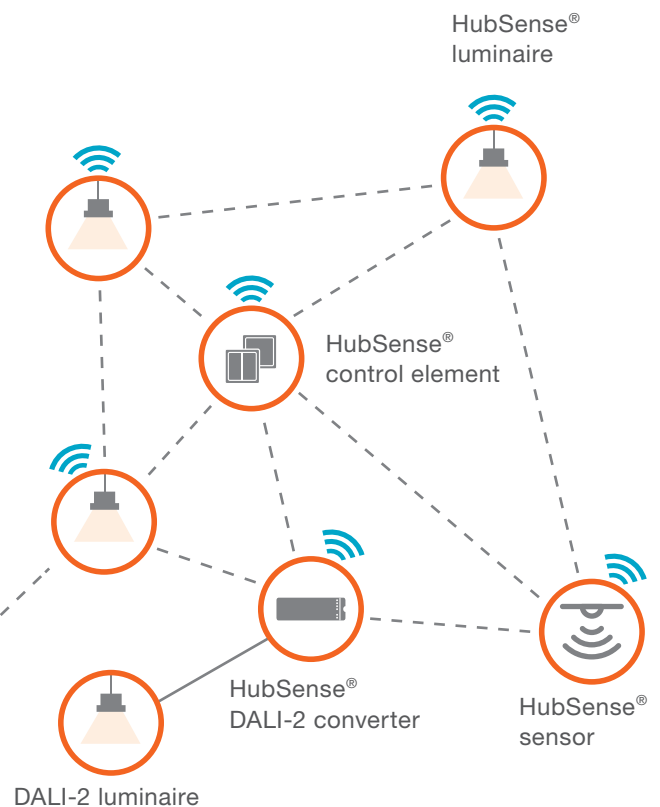 HubSense®
luminaire
HubSense®
control element
HubSense®
DALI-2 converter
HubSense®
sensor
DALI-2 luminaire